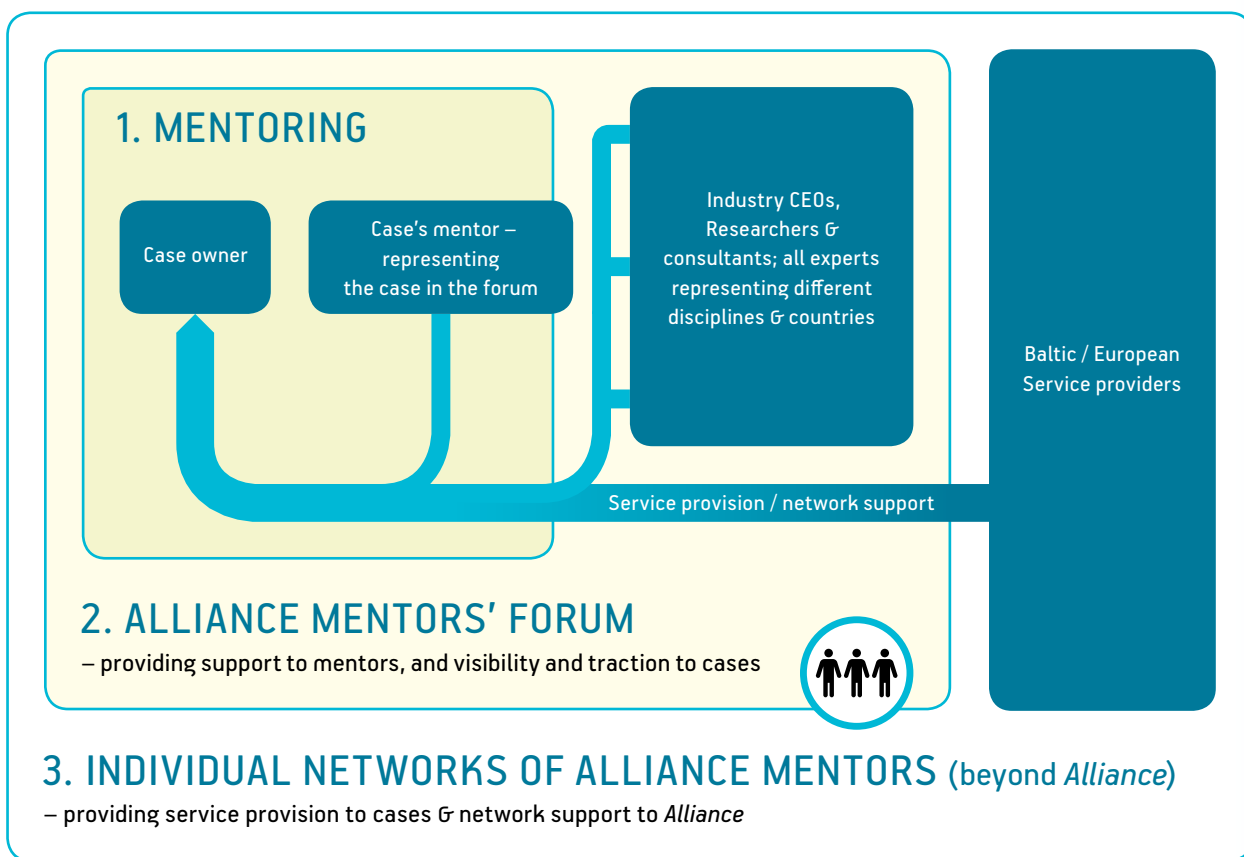 1. MENTORING
Case owner
Case's mentor –
representing
the case in the forum
Industry CEOs,
Researchers &
consultants; all experts
representing different
disciplines & countries
Baltic / European
Service providers
Service provision / network support
2. ALLIANCE MENTORS' FORUM
– providing support to mentors, and visibility and traction to cases
3. INDIVIDUAL NETWORKS OF ALLIANCE MENTORS (beyond Alliance)
– providing service provision to cases & network support to Alliance